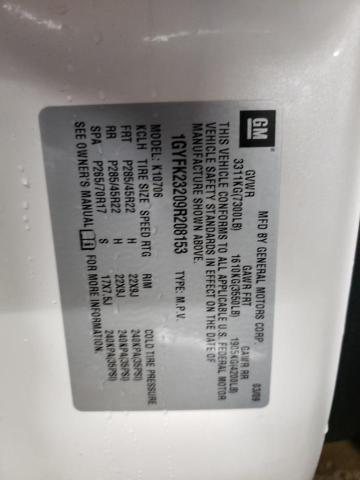 GM
MFD BY GENERAL MOTORS CORP. 03/09
GVWR GAWR FRT GAWR RR
3311KG(7300LB) 1610KG(3550LB) 1905KG(4200LB)
THIS VEHICLE CONFORMS TO ALL APPLICABLE U.S. FEDERAL MOTOR
VEHICLE SAFETY STANDARDS IN EFFECT ON THE DATE OF
MANUFACTURE SHOWN ABOVE.
1GYFK23209R208153 TYPE: M.P.V.
MODEL: K10706
KCLH TIRE SIZE SPEED RTG RIM COLD TIRE PRESSURE
FRT P285/45R22 H 22X9J 240KPA(35PSI)
RR P285/45R22 H 22X9J 240KPA(35PSI)
SPA P265/70R17 S 17X7.5J 240KPA(35PSI)
SEE OWNER'S MANUAL FOR MORE INFORMATION.